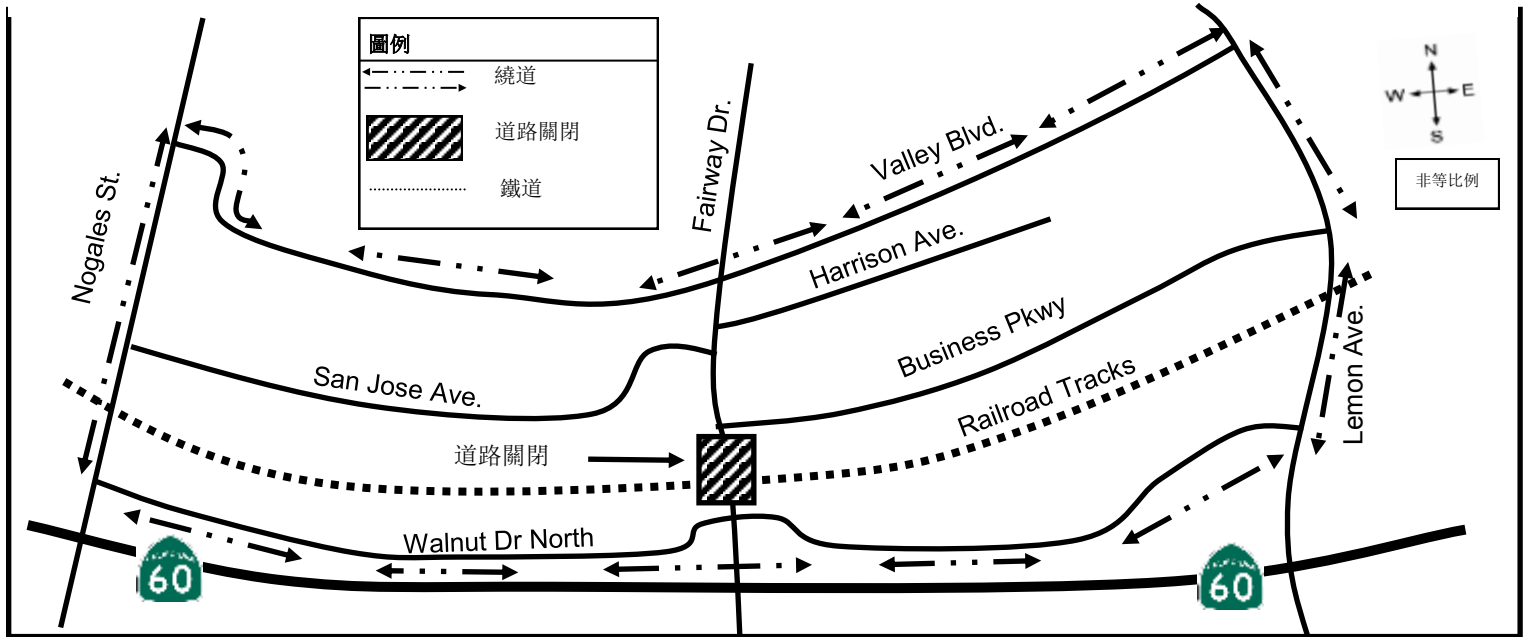 圖例
繞道
道路關閉
鐵道
N
W E
S
非等比例
Nogales St.
Fairway Dr.
Valley Blvd.
Harrison Ave.
Business Pkwy
San Jose Ave.
Railroad Tracks
Lemon Ave.
道路關閉
Walnut Dr North
60
60